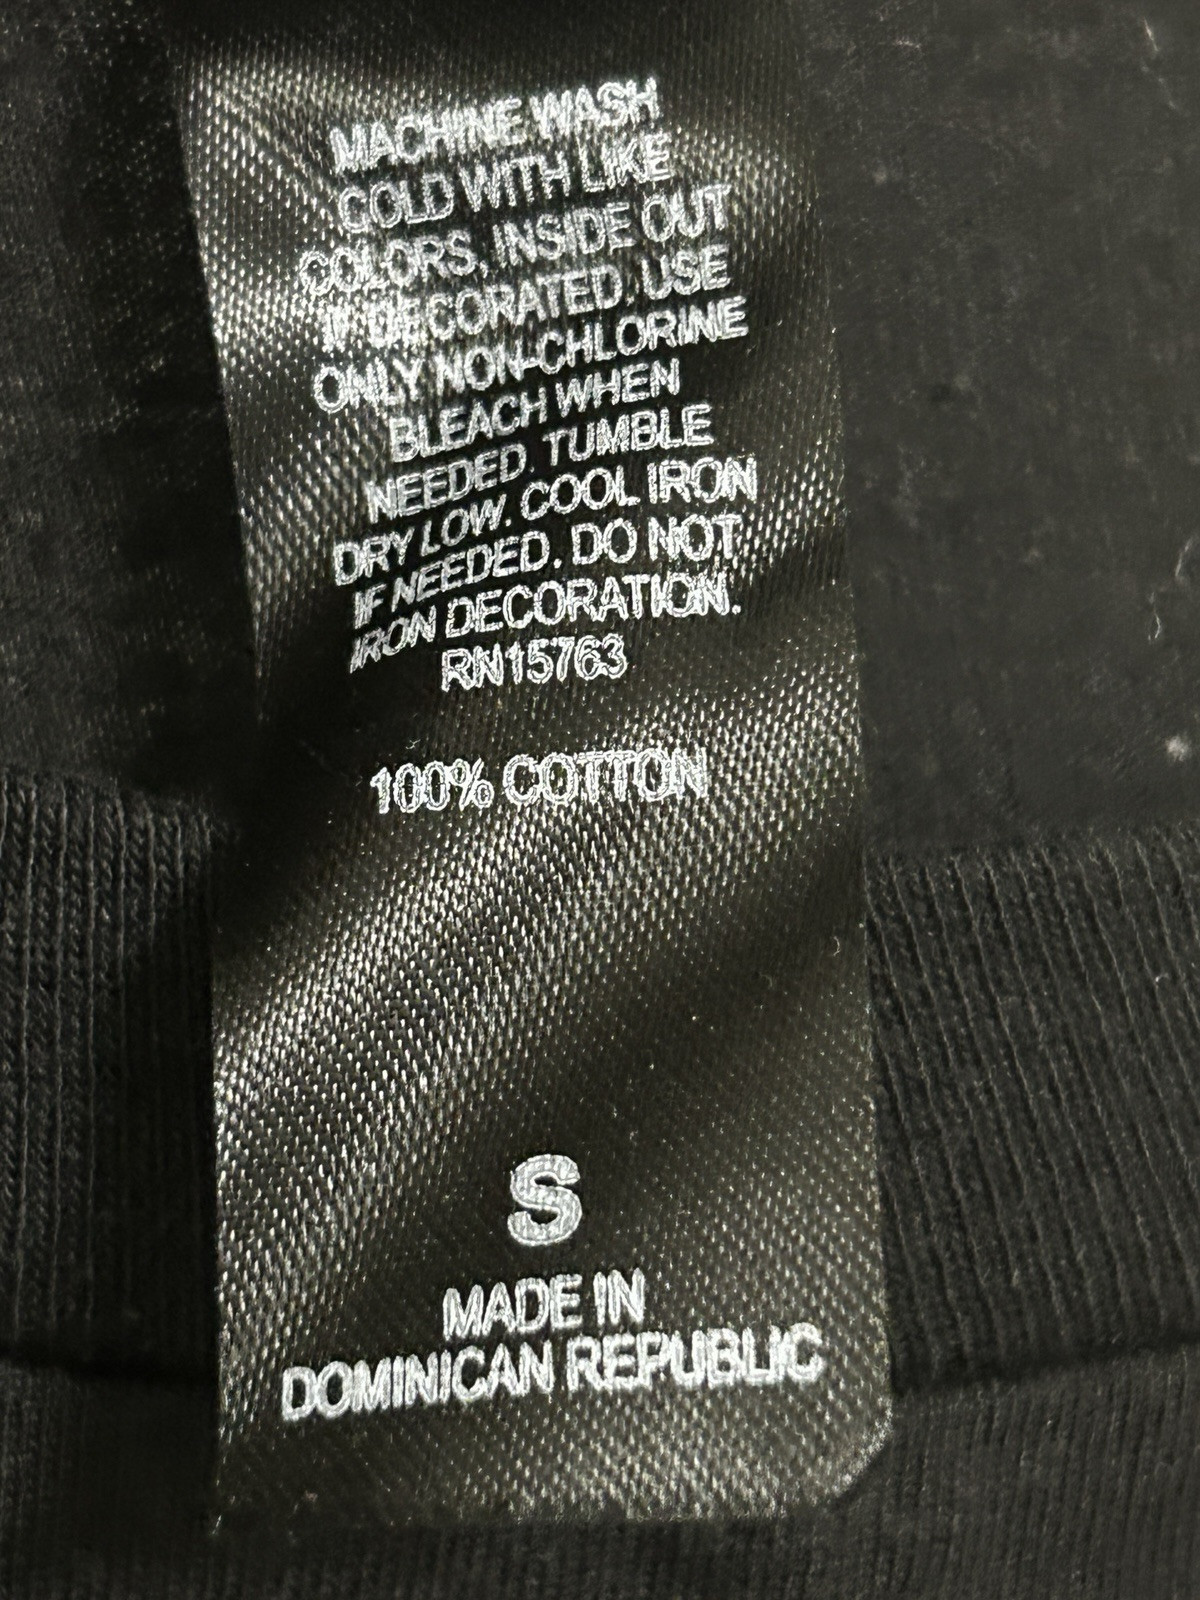 MACHINE WASH
COLD WITH LIKE
COLORS, INSIDE OUT
IF DECORATED. USE
ONLY NON-CHLORINE
BLEACH WHEN
NEEDED. TUMBLE
DRY LOW. COOL IRON
IF NEEDED. DO NOT
IRON DECORATION.
RN15763
100% COTTON
S
MADE IN
DOMINICAN REPUBLIC